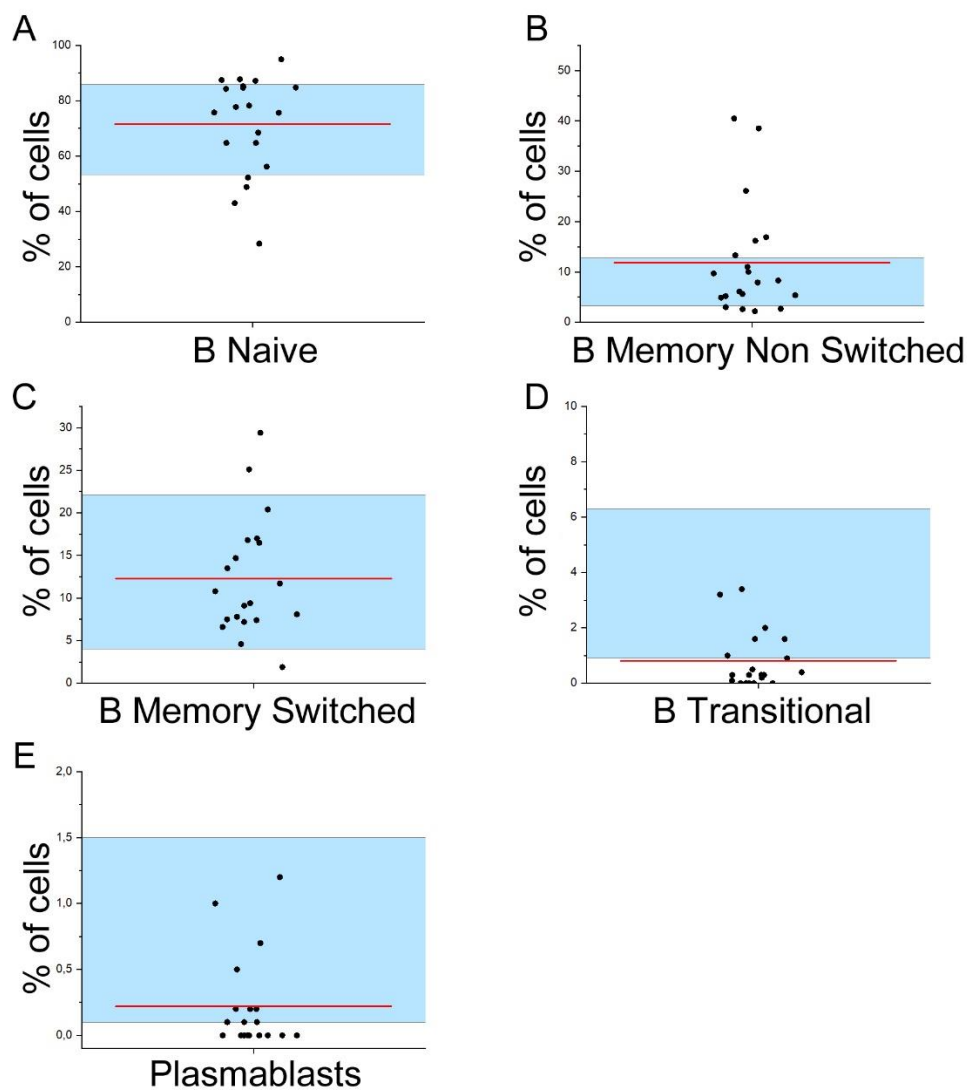 A
% of cells
100
80
60
40
20
0
B Naive
B
% of cells
50
40
30
20
10
0
B Memory Non Switched
C
% of cells
30
25
20
15
10
5
0
B Memory Switched
D
% of cells
10
8
6
4
2
0
B Transitional
E
% of cells
2,0
1,5
1,0
0,5
0,0
Plasmablasts